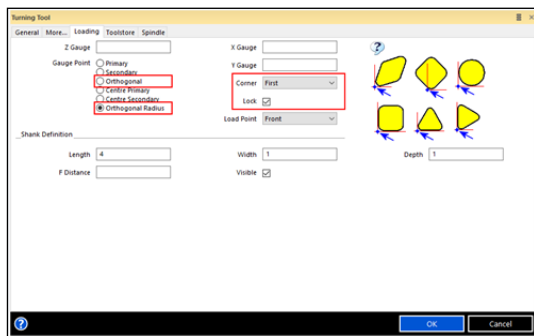 Turning Tool
General More... Loading Toolstore Spindle
Z Gauge X Gauge
Gauge Point Primary Y Gauge
Secondary
Orthogonal Corner First
Centre Primary
Centre Secondary Lock
Orthogonal Radius
Load Point Front
Shank Definition
Length 4 Width 1 Depth 1
F Distance Visible
OK Cancel